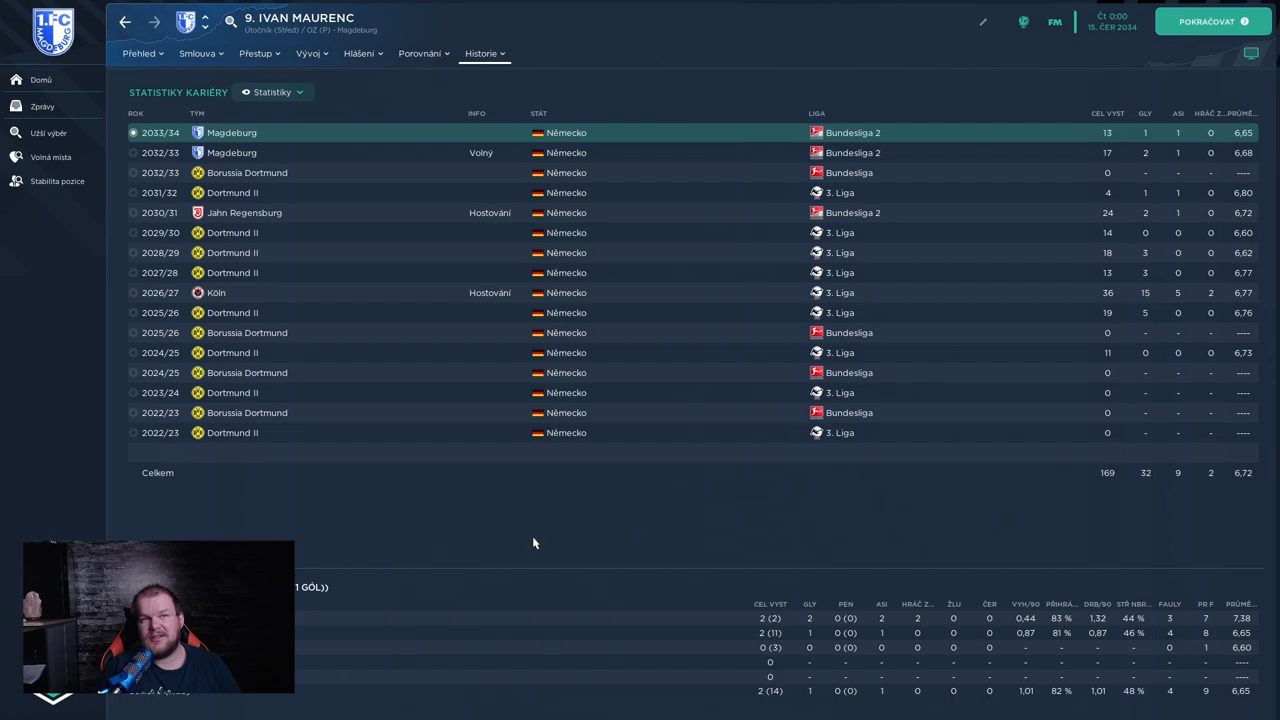 1.FC MAGDEBURG
9. IVAN MAURENC
Útočník (Střed) / OZ (P) - Magdeburg
FM
Čt 0:00
15. ČER 2034
POKRAČOVAT
Přehled Smlouva Přestup Vývoj Hlášení Porovnání Historie
Domů
Zprávy
Užší výběr
Volná místa
Stabilita pozice
STATISTIKY KARIÉRY Statistiky
ROK TÝM INFO STÁT LIGA CEL VYST GLY ASI HRÁČ Z... PRŮMĚ...
2033/34 Magdeburg Německo Bundesliga 2 13 1 1 0 6,65
2032/33 Magdeburg Volný Německo Bundesliga 2 17 2 1 0 6,68
2032/33 Borussia Dortmund Německo Bundesliga 0 - - - ----
2031/32 Dortmund II Německo 3. Liga 4 1 1 0 6,80
2030/31 Jahn Regensburg Hostování Německo Bundesliga 2 24 2 1 0 6,72
2029/30 Dortmund II Německo 3. Liga 14 0 0 0 6,60
2028/29 Dortmund II Německo 3. Liga 18 3 0 0 6,62
2027/28 Dortmund II Německo 3. Liga 13 3 0 0 6,77
2026/27 Köln Hostování Německo 3. Liga 36 15 5 2 6,77
2025/26 Dortmund II Německo 3. Liga 19 5 0 0 6,76
2025/26 Borussia Dortmund Německo Bundesliga 0 - - - ----
2024/25 Dortmund II Německo 3. Liga 11 0 0 0 6,73
2024/25 Borussia Dortmund Německo Bundesliga 0 - - - ----
2023/24 Dortmund II Německo 3. Liga 0 - - - ----
2022/23 Borussia Dortmund Německo Bundesliga 0 - - - ----
2022/23 Dortmund II Německo 3. Liga 0 - - - ----
Celkem 169 32 9 2 6,72
1 GÓL))
CEL VYST GLY PEN ASI HRÁČ Z... ŽLU ČER VYH/90 PŘIHRÁ... DRB/90 STŘ NBR... FAULY PR F PRŮMĚ...
2 (2) 2 0 (0) 2 2 0 0 0,44 83 % 1,32 44 % 3 7 7,38
2 (11) 1 0 (0) 1 0 0 0 0,87 81 % 0,87 46 % 4 8 6,65
0 (3) 0 0 (0) 0 0 0 0 - - - - 0 1 6,60
0 - - - - - - - - - - - - ----
0 - - - - - - - - - - - - ----
2 (14) 1 0 (0) 1 0 0 0 1,01 82 % 1,01 48 % 4 9 6,65